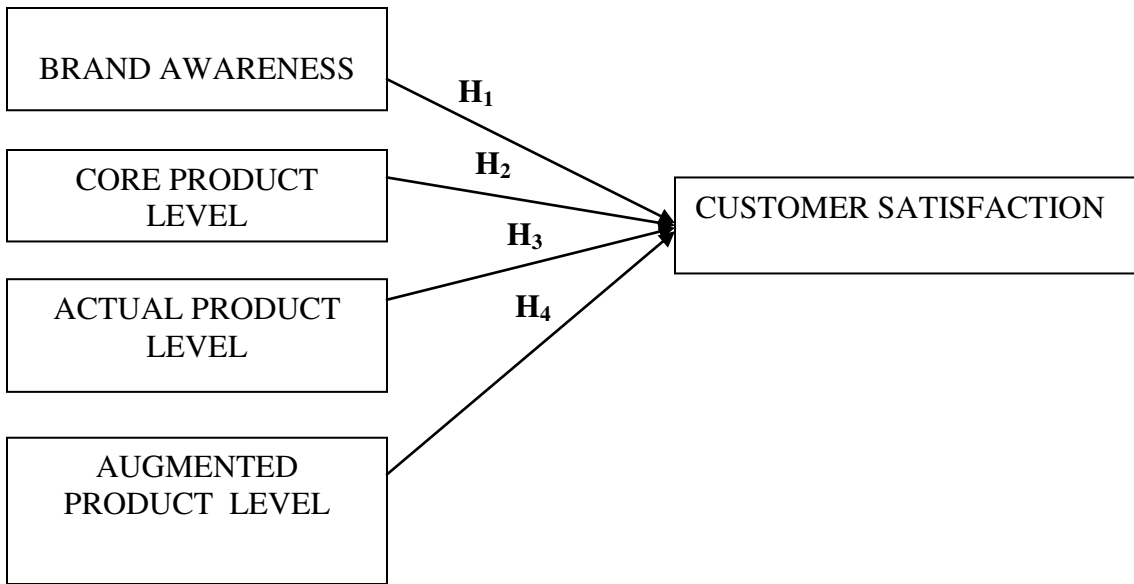 BRAND AWARENESS
H₁
CORE PRODUCT
LEVEL
H₂
CUSTOMER SATISFACTION
H₃
ACTUAL PRODUCT
LEVEL
H₄
AUGMENTED
PRODUCT LEVEL